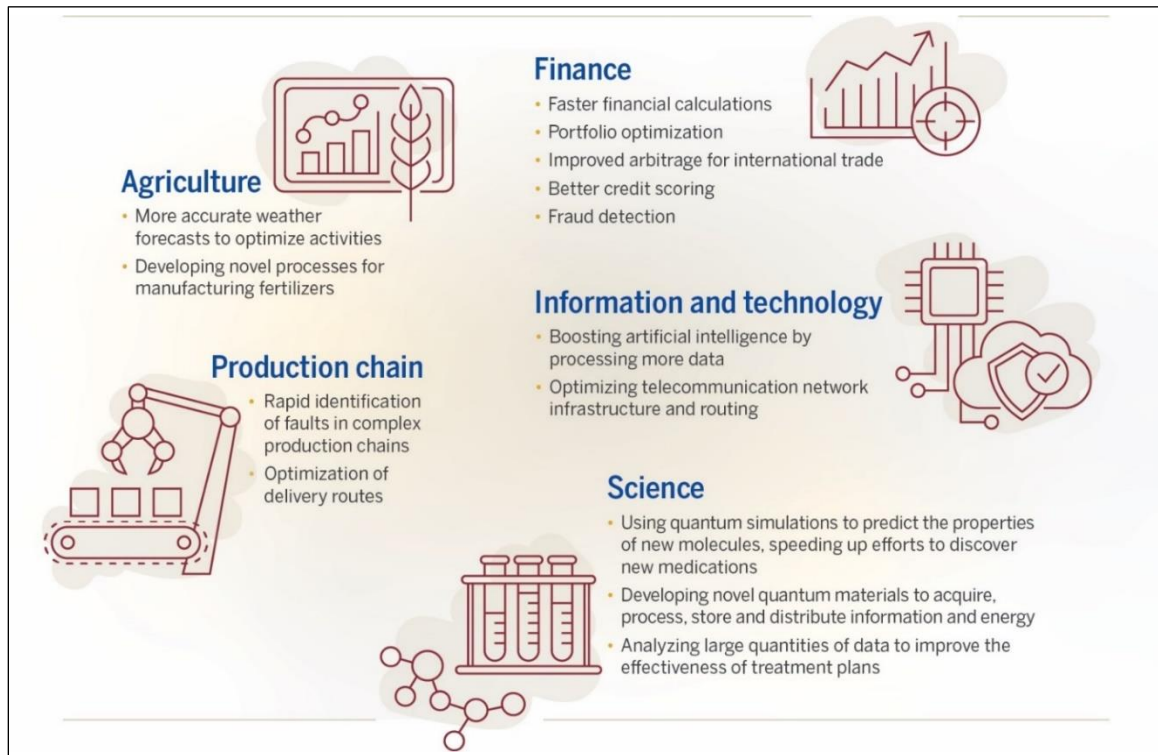 Finance
• Faster financial calculations
• Portfolio optimization
• Improved arbitrage for international trade
• Better credit scoring
• Fraud detection
Agriculture
• More accurate weather
forecasts to optimize activities
• Developing novel processes for
manufacturing fertilizers
Information and technology
• Boosting artificial intelligence by
processing more data
• Optimizing telecommunication network
infrastructure and routing
Production chain
• Rapid identification
of faults in complex
production chains
• Optimization of
delivery routes
Science
• Using quantum simulations to predict the properties
of new molecules, speeding up efforts to discover
new medications
• Developing novel quantum materials to acquire,
process, store and distribute information and energy
• Analyzing large quantities of data to improve the
effectiveness of treatment plans